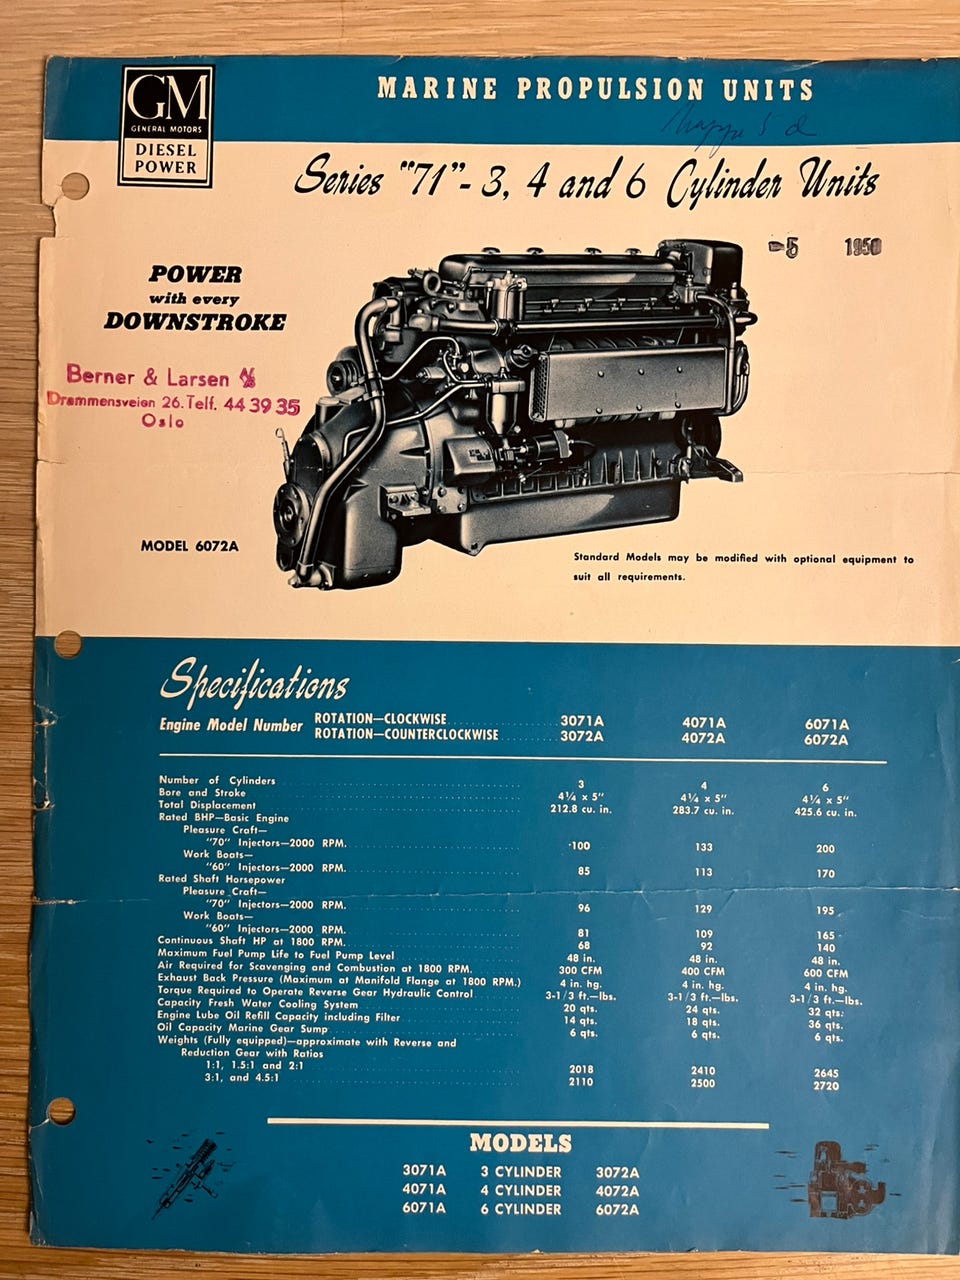 GM
GENERAL MOTORS
DIESEL
POWER
MARINE PROPULSION UNITS
Series "71" - 3, 4 and 6 Cylinder Units
-5 1950
POWER
with every
DOWNSTROKE
Berner & Larsen A/S
Drammensveien 26. Telf. 44 39 35
Oslo
MODEL 6072A
Standard Models may be modified with optional equipment to
suit all requirements.
Specifications
Engine Model Number ROTATION—CLOCKWISE 3071A 4071A 6071A
ROTATION—COUNTERCLOCKWISE 3072A 4072A 6072A
Number of Cylinders 3 4 6
Bore and Stroke 4¼ x 5" 4¼ x 5" 4¼ x 5"
Total Displacement 212.8 cu. in. 283.7 cu. in. 425.6 cu. in.
Rated BHP—Basic Engine
Pleasure Craft—
"70" Injectors—2000 RPM. 100 133 200
Work Boats—
"60" Injectors—2000 RPM. 85 113 170
Rated Shaft Horsepower
Pleasure Craft—
"70" Injectors—2000 RPM. 96 129 195
Work Boats—
"60" Injectors—2000 RPM. 81 109 165
Continuous Shaft HP at 1800 RPM. 68 92 140
Maximum Fuel Pump Life to Fuel Pump Level 48 in. 48 in. 48 in.
Air Required for Scavenging and Combustion at 1800 RPM. 300 CFM 400 CFM 600 CFM
Exhaust Back Pressure (Maximum at Manifold Flange at 1800 RPM.) 4 in. hg. 4 in. hg. 4 in. hg.
Torque Required to Operate Reverse Gear Hydraulic Control 3-1/3 ft.—lbs. 3-1/3 ft.—lbs. 3-1/3 ft.—lbs.
Capacity Fresh Water Cooling System 20 qts. 24 qts. 32 qts.
Engine Lube Oil Refill Capacity including Filter 14 qts. 18 qts. 36 qts.
Oil Capacity Marine Gear Sump 6 qts. 6 qts. 6 qts.
Weights (Fully equipped)—approximate with Reverse and
Reduction Gear with Ratios
1:1, 1.5:1 and 2:1 2018 2410 2645
3:1, and 4.5:1 2110 2500 2720
MODELS
3071A 3 CYLINDER 3072A
4071A 4 CYLINDER 4072A
6071A 6 CYLINDER 6072A